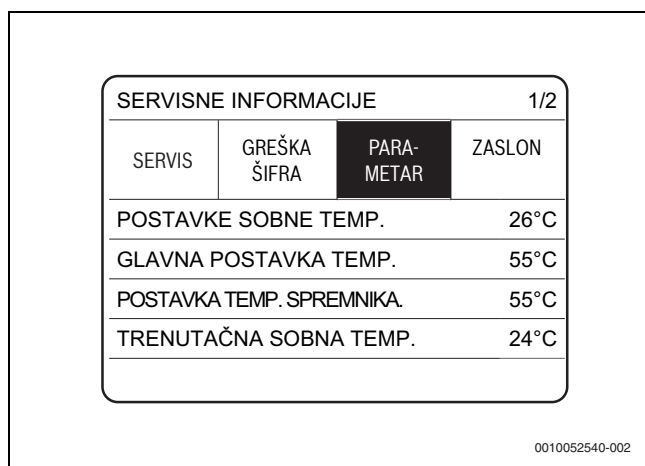 SERVISNE INFORMACIJE 1/2
SERVIS
GREŠKA
ŠIFRA
PARA-
METAR
ZASLON
POSTAVKE SOBNE TEMP. 26°C
GLAVNA POSTAVKA TEMP. 55°C
POSTAVKA TEMP. SPREMNIKA. 55°C
TRENUTAČNA SOBNA TEMP. 24°C
0010052540-002